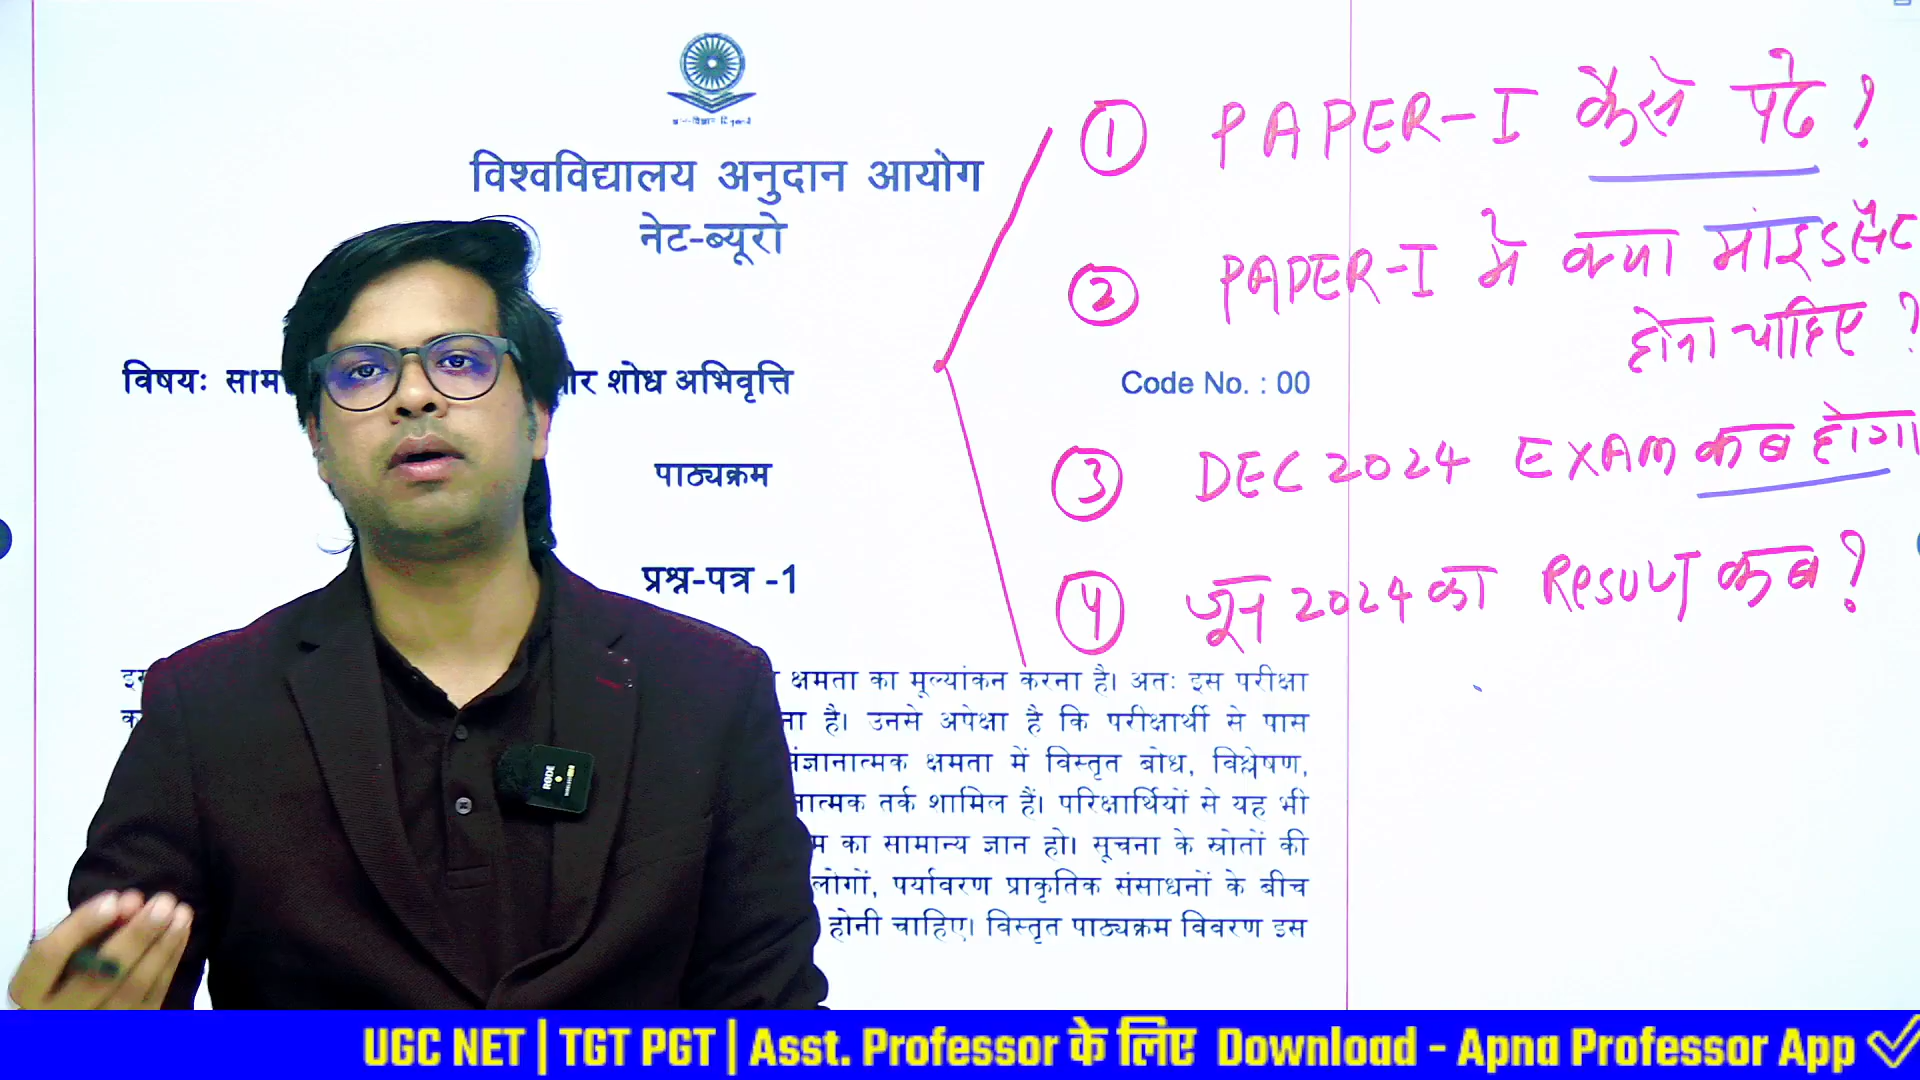 विश्वविद्यालय अनुदान आयोग
नेट-ब्यूरो
विषयः साम
र शोध अभिवृत्ति
Code No. : 00
पाठ्यक्रम
प्रश्न-पत्र -1
क्षमता का मूल्यांकन करना है। अतः इस परीक्षा
है। उनसे अपेक्षा है कि परीक्षार्थी से पास
संज्ञानात्मक क्षमता में विस्तृत बोध, विश्लेषण,
तर्क शामिल हैं। परिक्षार्थियों से यह भी
का सामान्य ज्ञान हो। सूचना के स्रोतों की
लोगों, पर्यावरण प्राकृतिक संसाधनों के बीच
होनी चाहिए। विस्तृत पाठ्यक्रम विवरण इस
① PAPER-I कैसे पढे ?
② PAPER-I में क्या माइडसैट
होना चाहिए ?
③ DEC 2024 EXAM कब होगा
④ जून 2024 का Result कब ?
RODE
UGC NET | TGT PGT | Asst. Professor के लिए Download - Apna Professor App